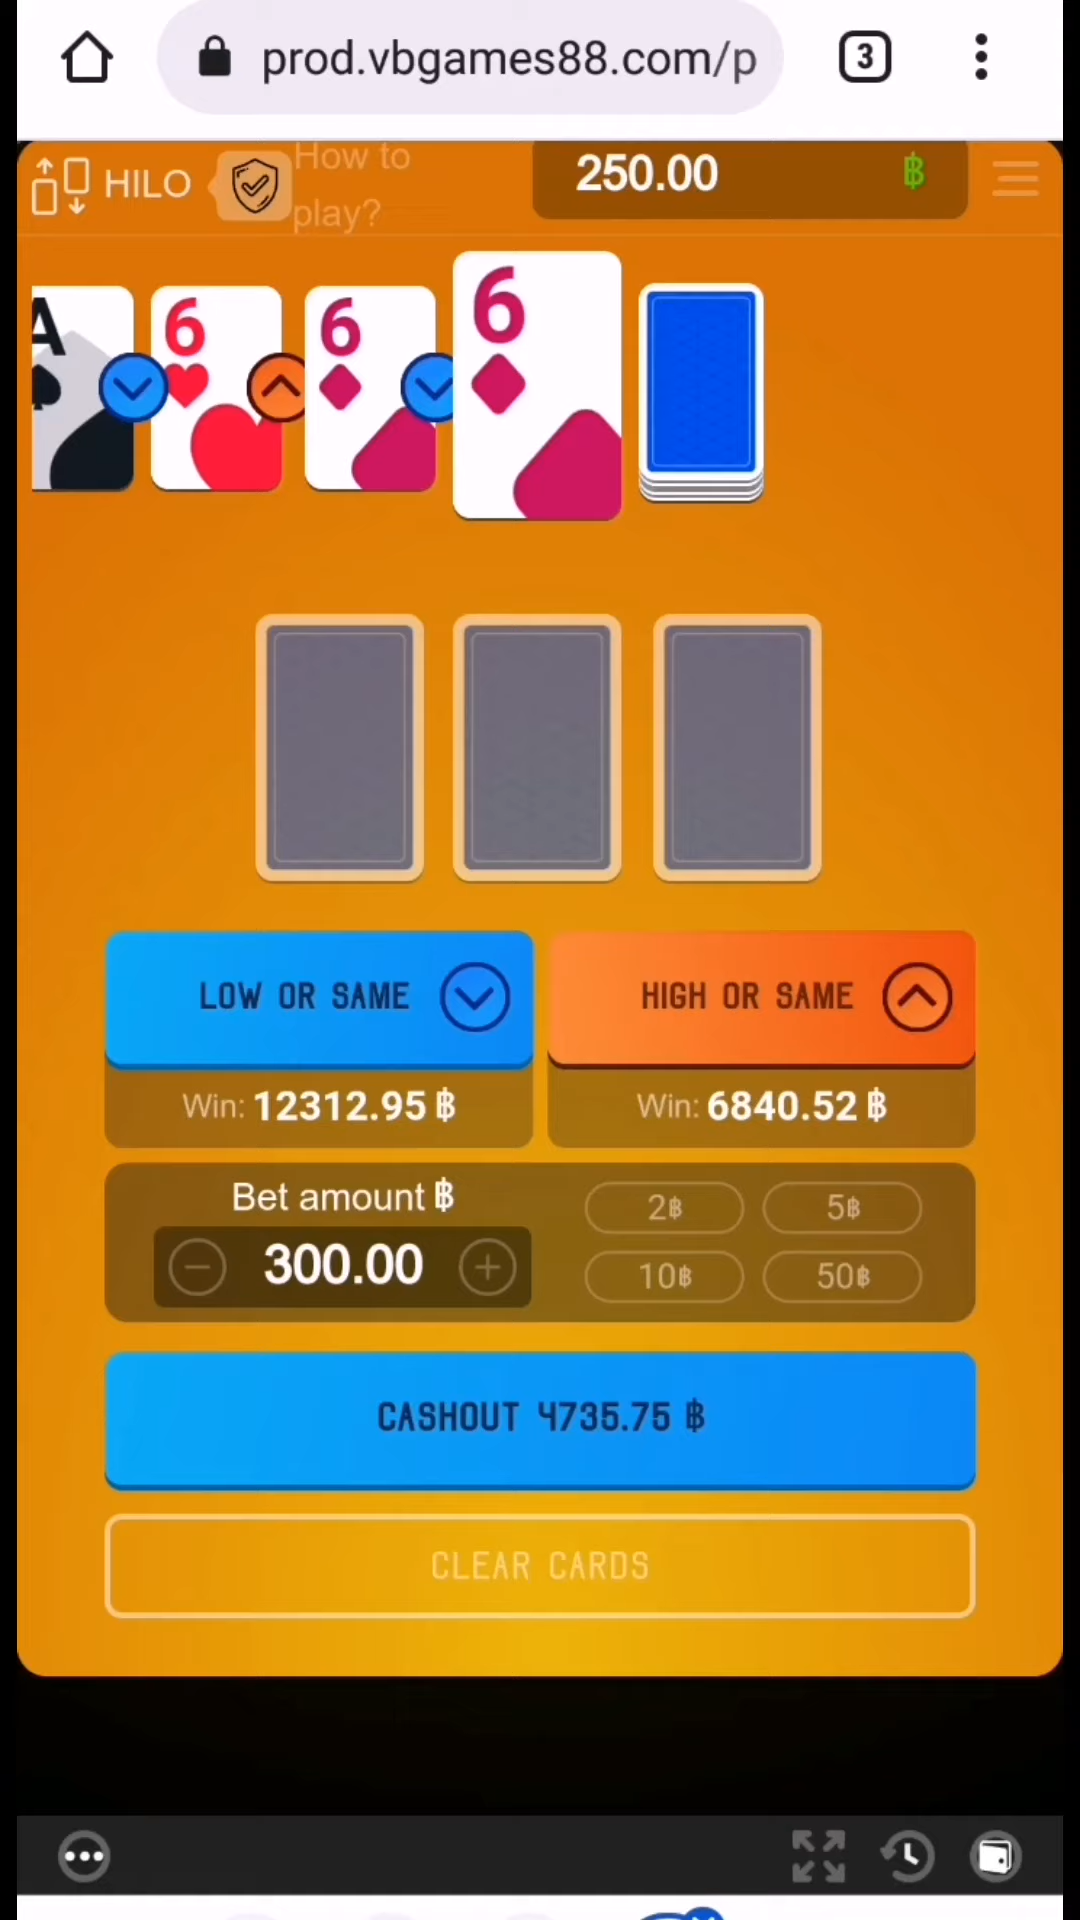 prod.vbgames88.com/p
3
HILO
How to
play?
250.00 ฿
A
6
6
6
LOW OR SAME
HIGH OR SAME
Win: 12312.95 ฿
Win: 6840.52 ฿
Bet amount ฿
300.00
2฿
5฿
10฿
50฿
CASHOUT 4735.75 ฿
CLEAR CARDS